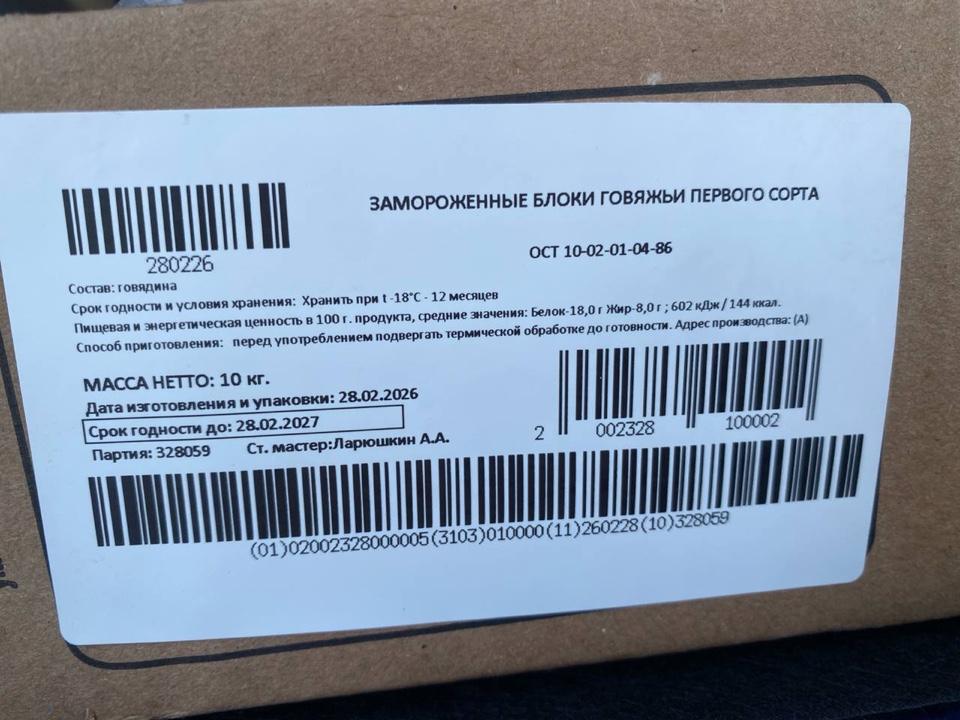 ЗАМОРОЖЕННЫЕ БЛОКИ ГОВЯЖЬИ ПЕРВОГО СОРТА
ОСТ 10-02-01-04-86
280226
Состав: говядина
Срок годности и условия хранения: Хранить при t -18°С - 12 месяцев
Пищевая и энергетическая ценность в 100 г. продукта, средние значения: Белок-18,0 г Жир-8,0 г ; 602 кДж / 144 ккал.
Способ приготовления: перед употреблением подвергать термической обработке до готовности. Адрес производства: (А)
МАССА НЕТТО: 10 кг.
Дата изготовления и упаковки: 28.02.2026
Срок годности до: 28.02.2027
Партия: 328059 Ст. мастер:Ларюшкин А.А.
2 002328 100002
(01)02002328000005(3103)010000(11)260228(10)328059